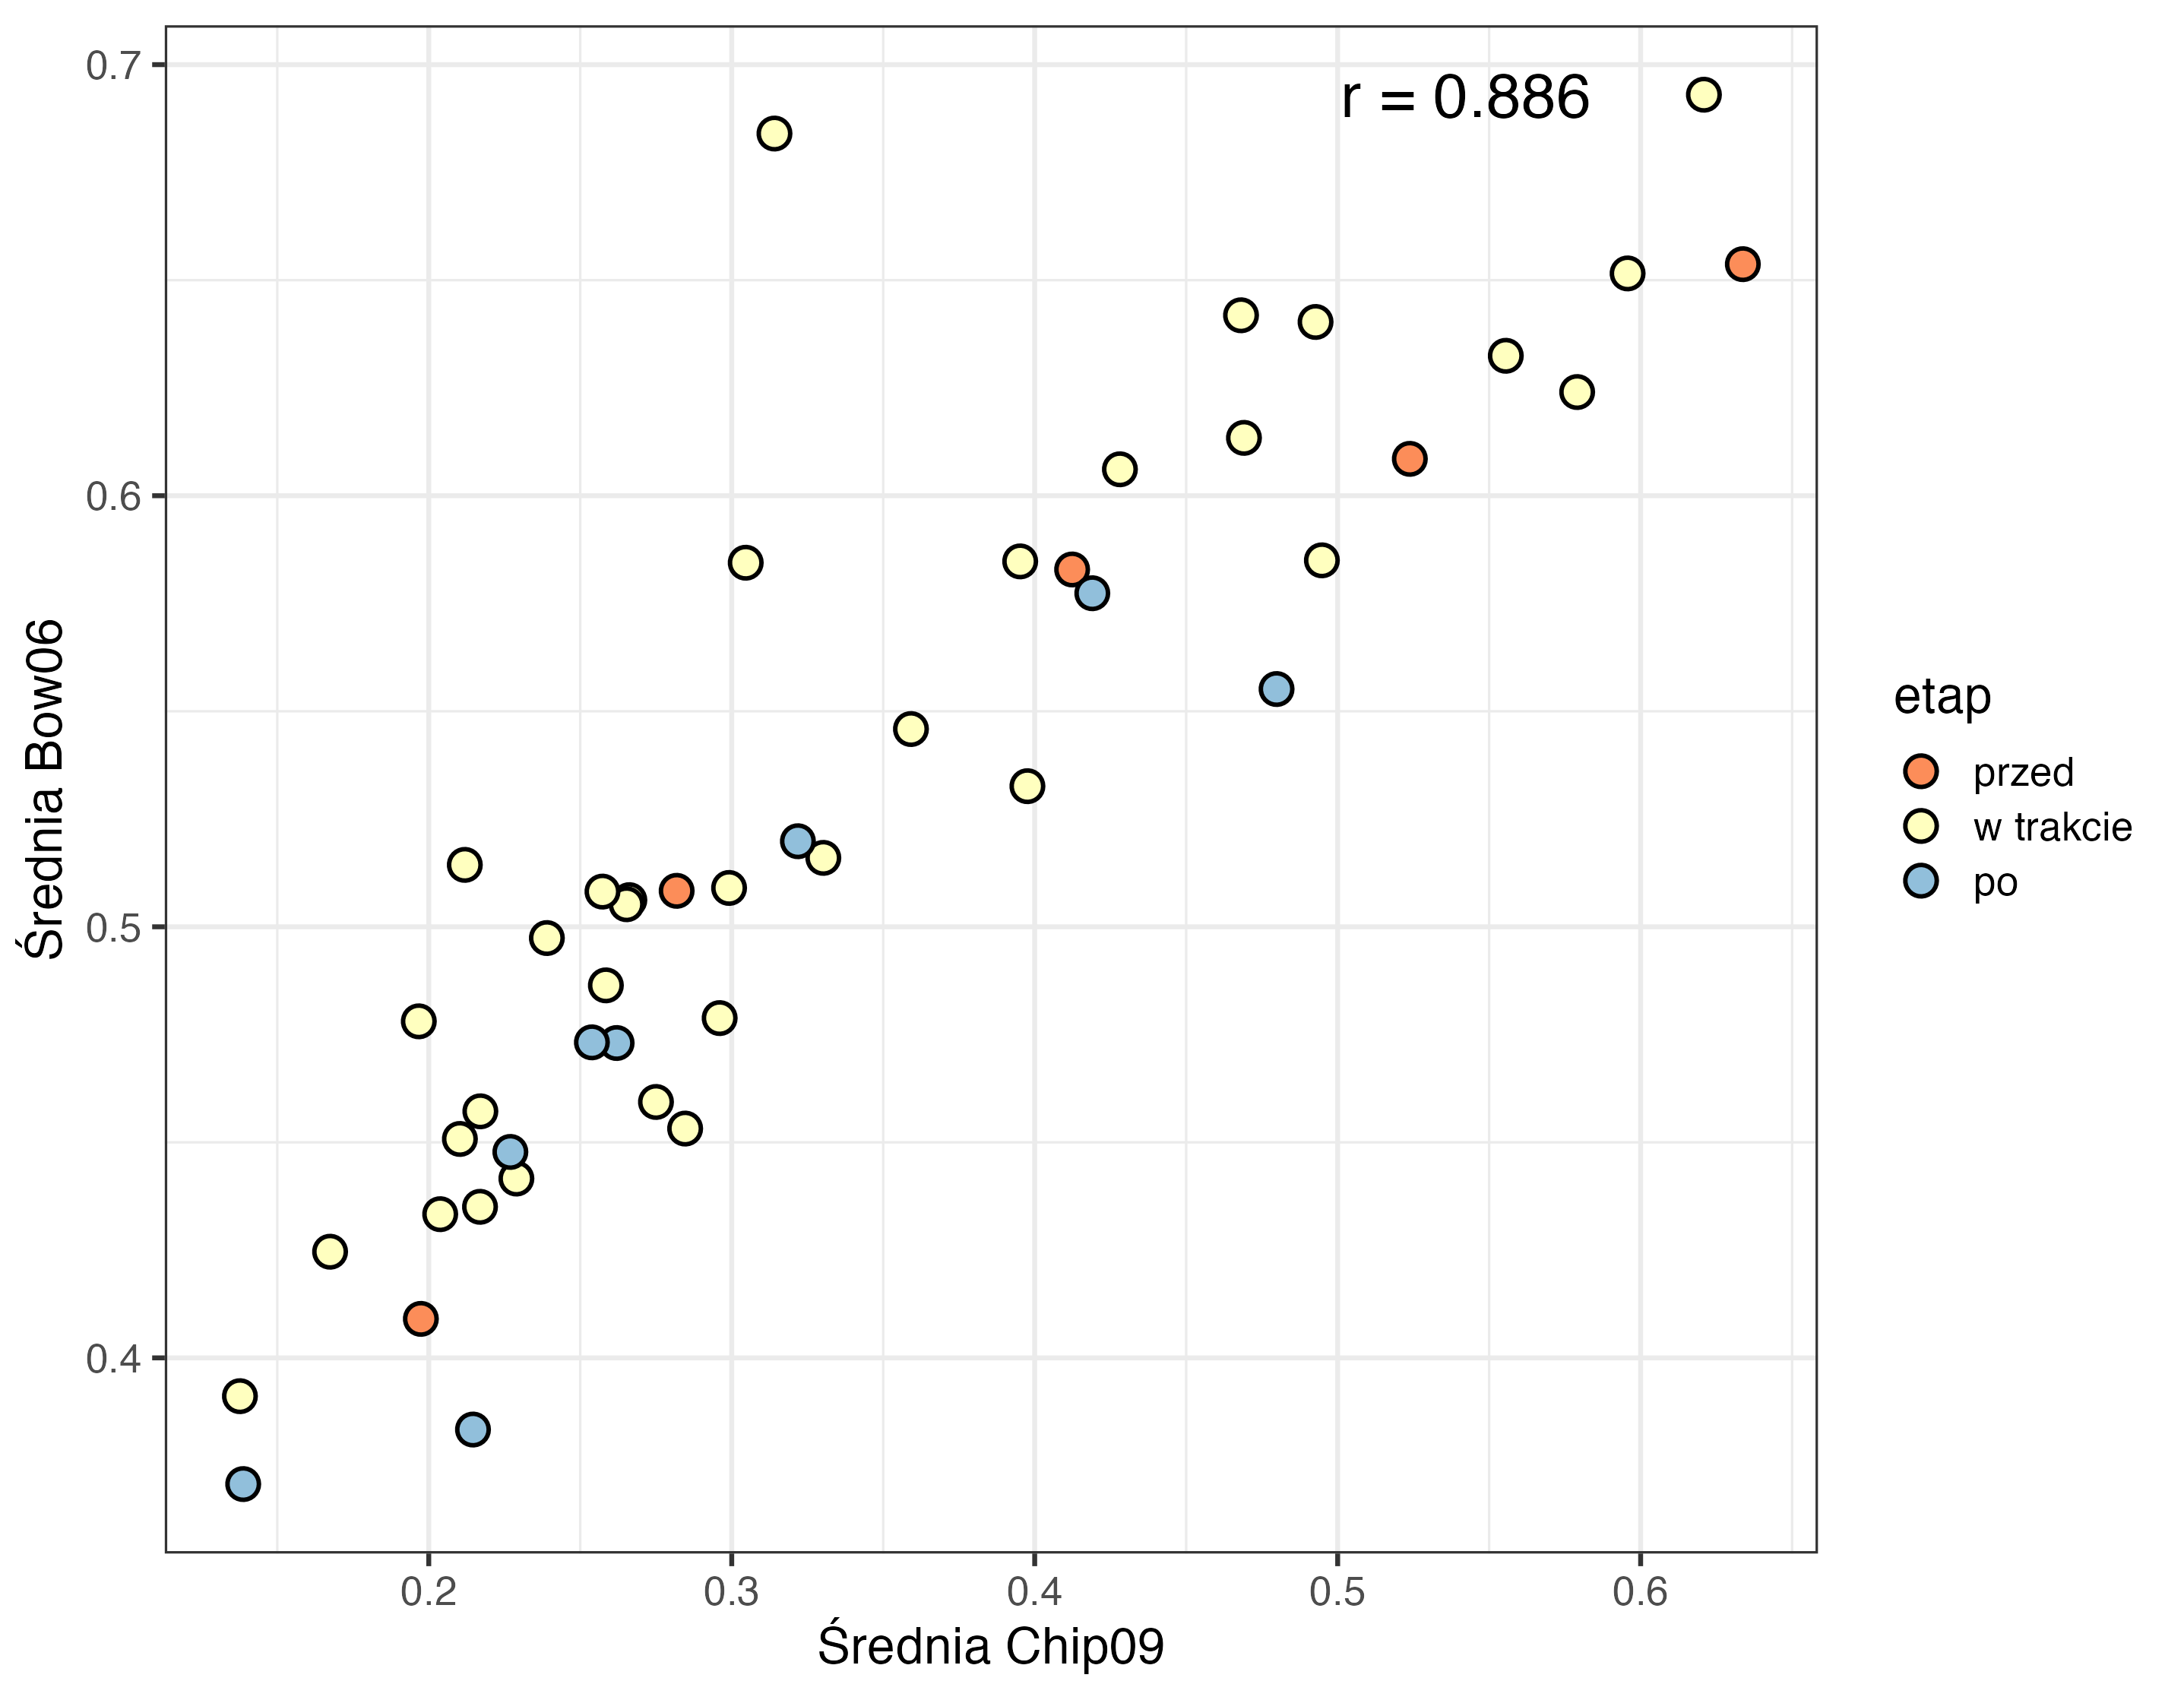 r = 0.886
0.7
0.6
0.5
0.4
Średnia Bow06
0.2 0.3 0.4 0.5 0.6
Średnia Chip09
etap
przed
w trakcie
po